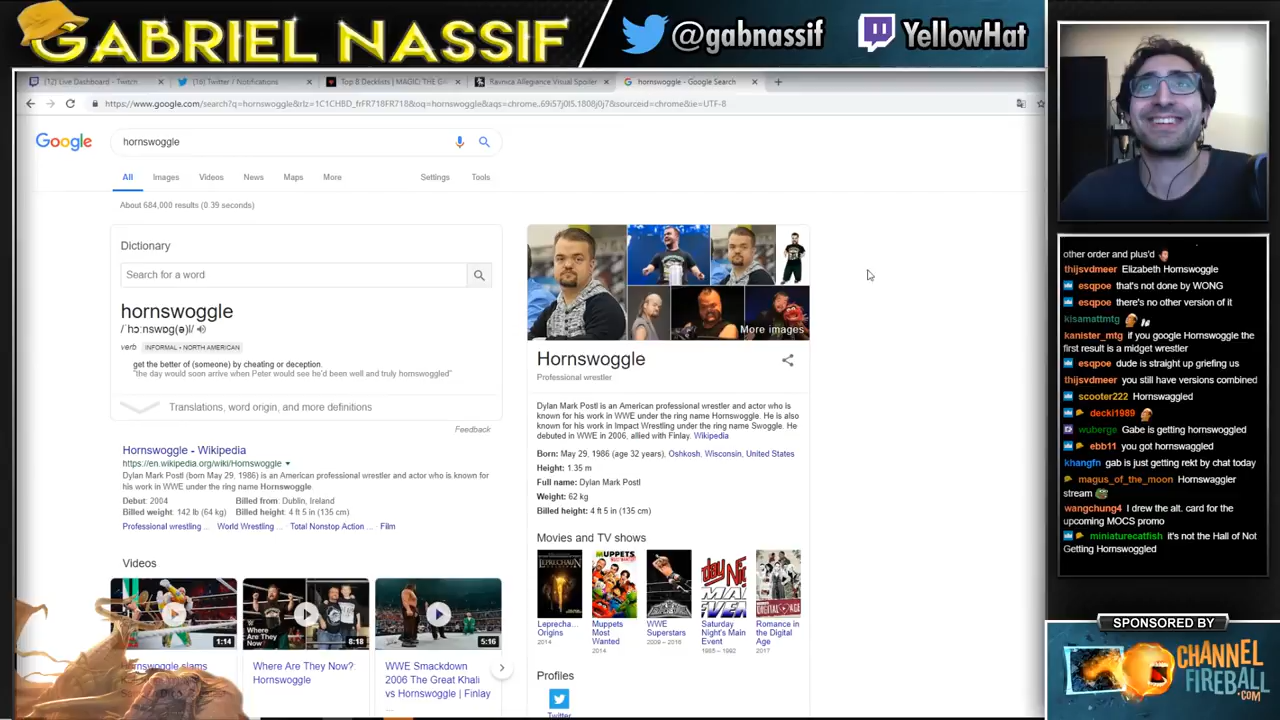 GABRIEL NASSIF
@gabnassif
YellowHat
(12) Live Dashboard - Twitch
(16) Twitter / Notifications
Top 8 Decklists | MAGIC: THE G
Ravnica Allegiance Visual Spoiler
hornswoggle - Google Search
https://www.google.com/search?q=hornswoggle&rlz=1C1CHBD_frFR718FR718&oq=hornswoggle&aqs=chrome..69i57j0l5.1808j0j7&sourceid=chrome&ie=UTF-8
Google
hornswoggle
All
Images
Videos
News
Maps
More
Settings
Tools
About 684,000 results (0.39 seconds)
Dictionary
Search for a word
hornswoggle
/ˈhɔːnswɒɡ(ə)l/
verb
INFORMAL • NORTH AMERICAN
get the better of (someone) by cheating or deception.
"the day would soon arrive when Peter would see he'd been well and truly hornswoggled"
Translations, word origin, and more definitions
Feedback
Hornswoggle - Wikipedia
https://en.wikipedia.org/wiki/Hornswoggle
Dylan Mark Postl (born May 29, 1986) is an American professional wrestler and actor who is
known for his work in WWE under the ring name Hornswoggle.
Debut: 2004
Billed from: Dublin, Ireland
Billed weight: 142 lb (64 kg)
Billed height: 4 ft 5 in (135 cm)
Professional wrestling ...
World Wrestling ...
Total Nonstop Action ...
Film
Videos
1:14
Where
Are They
Now
8:18
5:16
Hornswoggle slams
Where Are They Now?
Hornswoggle
WWE Smackdown
2006 The Great Khali
vs Hornswoggle | Finlay
More images
Hornswoggle
Professional wrestler
Dylan Mark Postl is an American professional wrestler and actor who is
known for his work in WWE under the ring name Hornswoggle. He is also
known for his work in Impact Wrestling under the ring name Swoggle. He
debuted in WWE in 2006, allied with Finlay. Wikipedia
Born: May 29, 1986 (age 32 years), Oshkosh, Wisconsin, United States
Height: 1.35 m
Full name: Dylan Mark Postl
Weight: 62 kg
Billed height: 4 ft 5 in (135 cm)
Movies and TV shows
LEPRECHAUN
MUPPETS
MOST WANTED
Leprecha...
Origins
2014
Muppets
Most
Wanted
2014
WWE
Superstars
2009 – 2016
Saturday
Night's Main
Event
1985 – 1992
Romance in
the Digital
Age
2017
Profiles
Twitter
other order and plus'd
thijsvdmeer Elizabeth Hornswoggle
esqpoe that's not done by WONG
esqpoe there's no other version of it
kisamattmtg
kanister_mtg if you google Hornswoggle the
first result is a midget wrestler
esqpoe dude is straight up griefing us
thijsvdmeer you still have versions combined
scooter222 Hornswaggled
decki1989
wuberge Gabe is getting hornswoggled
ebb11 you got hornswaggled
khangfn gab is just getting rekt by chat today
magus_of_the_moon Hornswaggler
stream
wangchung4 I drew the alt. card for the
upcoming MOCS promo
miniaturecatfish it's not the Hall of Not
Getting Hornswoggled
SPONSORED BY
CHANNEL
FIREBALL
.COM